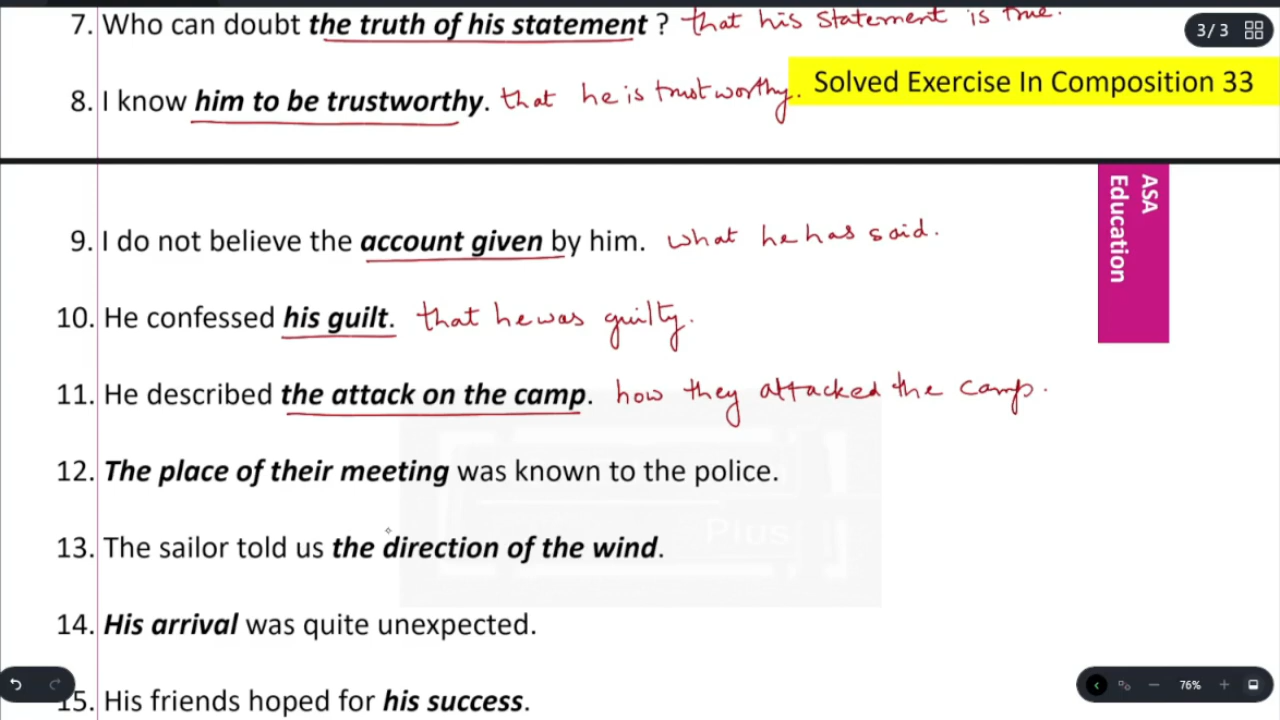 7. Who can doubt the truth of his statement ? that his statement is true.
3/3
Solved Exercise In Composition 33
8. I know him to be trustworthy. that he is trustworthy.
ASA
Education
9. I do not believe the account given by him. what he has said.
10. He confessed his guilt. that he was guilty.
11. He described the attack on the camp. how they attacked the camp.
12. The place of their meeting was known to the police.
Plus
13. The sailor told us the direction of the wind.
14. His arrival was quite unexpected.
15. His friends hoped for his success.
76%